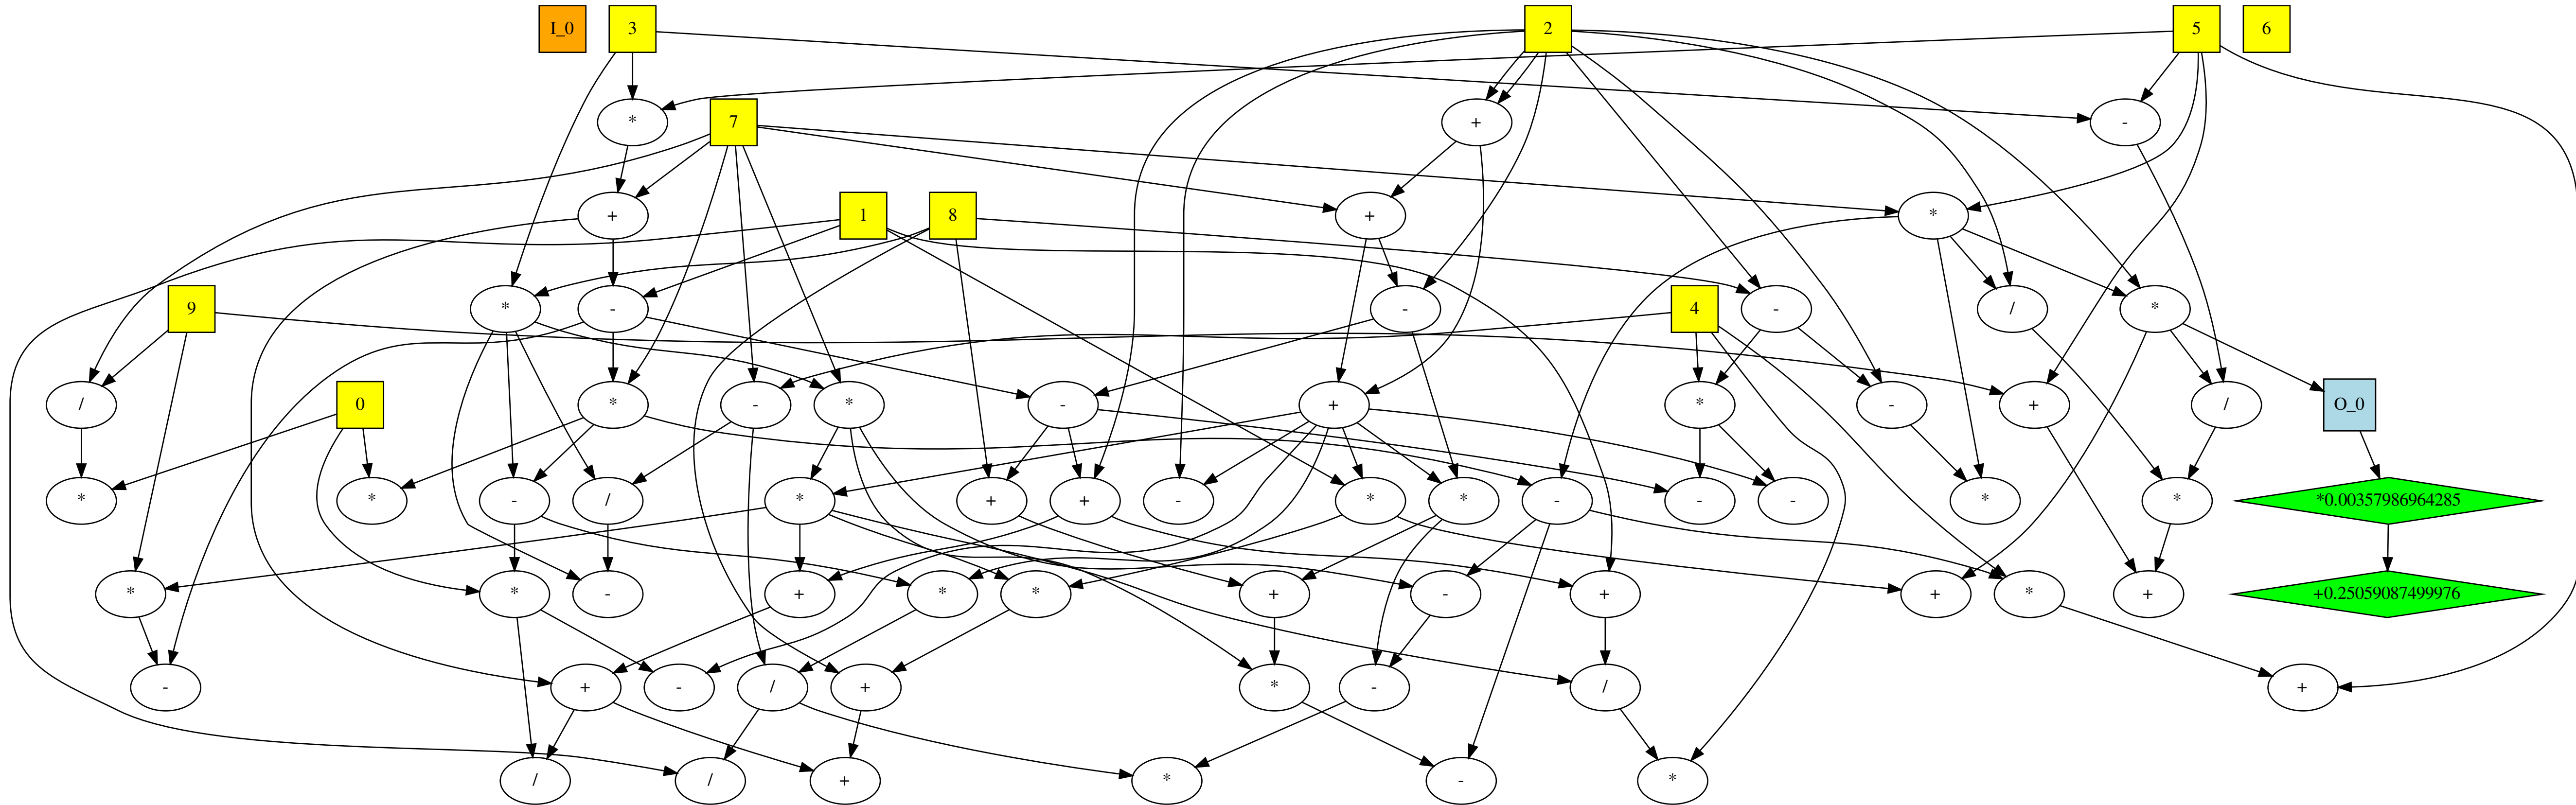 I_0 3 2 5 6
* 7 + -
+ 1 8 + *
9 * - - 4 - / *
/ 0 * - * - + * - + / O_0
* * - / * + + - * * - - - * * *0.00357986964285
* * - + * * + - + + * + +0.25059087499976
- + - / + * - / +
/ / + * - *